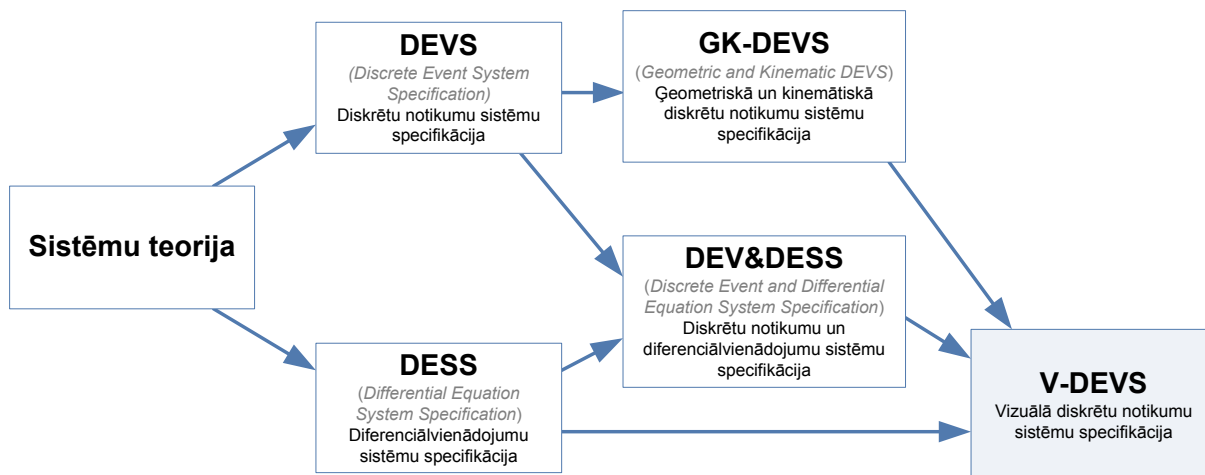 DEVS
(Discrete Event System
Specification)
Diskrētu notikumu sistēmu
specifikācija
GK-DEVS
(Geometric and Kinematic DEVS)
Ģeometriskā un kinemātiskā
diskrētu notikumu sistēmu
specifikācija
Sistēmu teorija
DEV&DESS
(Discrete Event and Differential
Equation System Specification)
Diskrētu notikumu un
diferenciālvienādojumu sistēmu
specifikācija
DESS
(Differential Equation
System Specification)
Diferenciālvienādojumu
sistēmu specifikācija
V-DEVS
Vizuālā diskrētu notikumu
sistēmu specifikācija